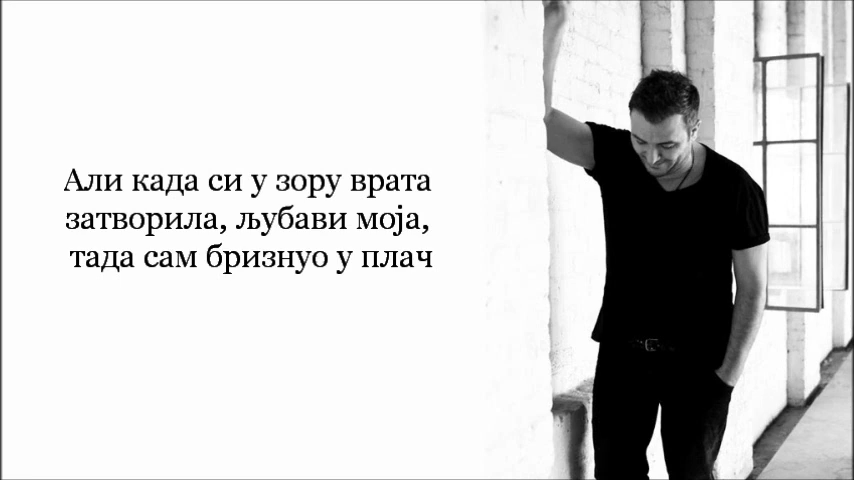 Али када си у зору врата
затворила, љубави моја,
тада сам бризнуо у плач